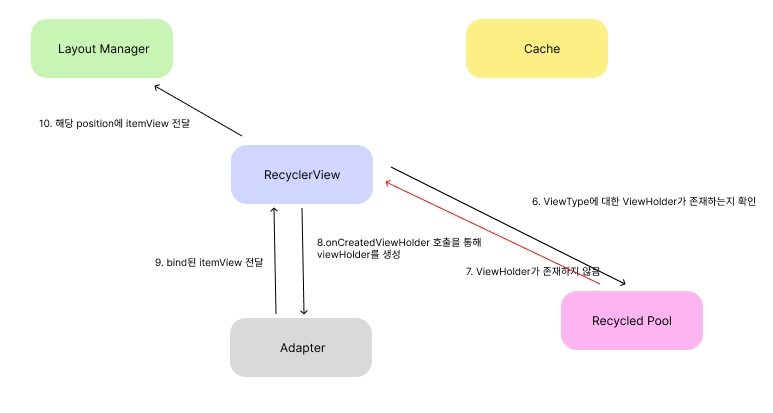 Layout Manager
Cache
10. 해당 position에 itemView 전달
RecyclerView
6. ViewType에 대한 ViewHolder가 존재하는지 확인
8.onCreatedViewHolder 호출을 통해
viewHolder를 생성
9. bind된 itemView 전달
7. ViewHolder가 존재하지 않음
Recycled Pool
Adapter